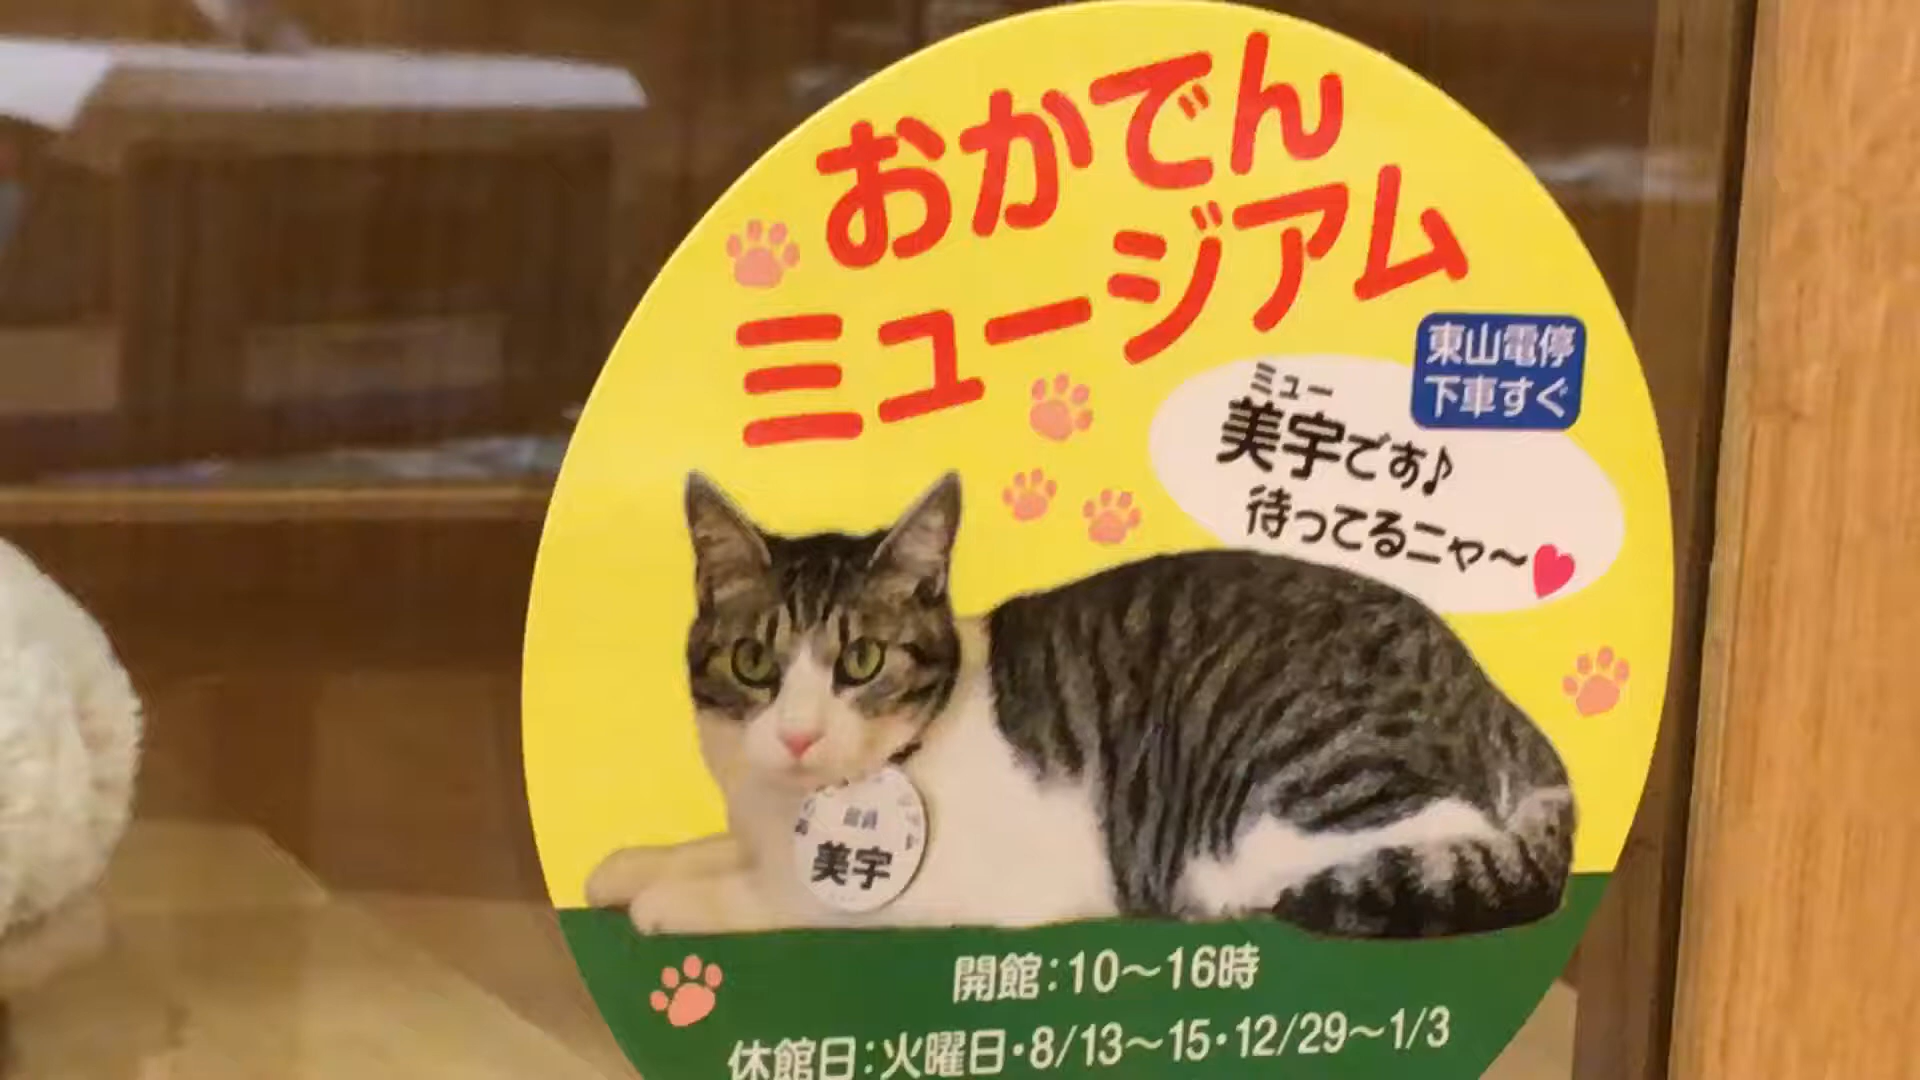 おかでん
ミュージアム
東山電停
下車すぐ
ミュー
美宇です♪
待ってるニャ〜
美宇
開館:10〜16時
休館日:火曜日・8/13〜15・12/29〜1/3